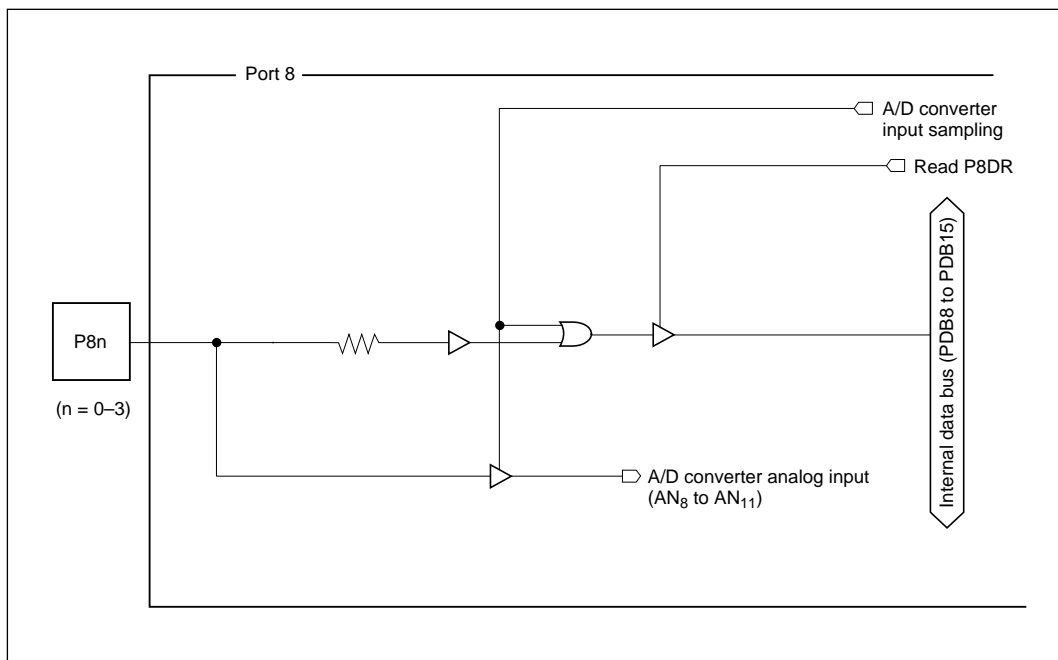 Port 8
A/D converter
input sampling
Read P8DR
Internal data bus (PDB8 to PDB15)
P8n
(n = 0–3)
A/D converter analog input
(AN8 to AN11)